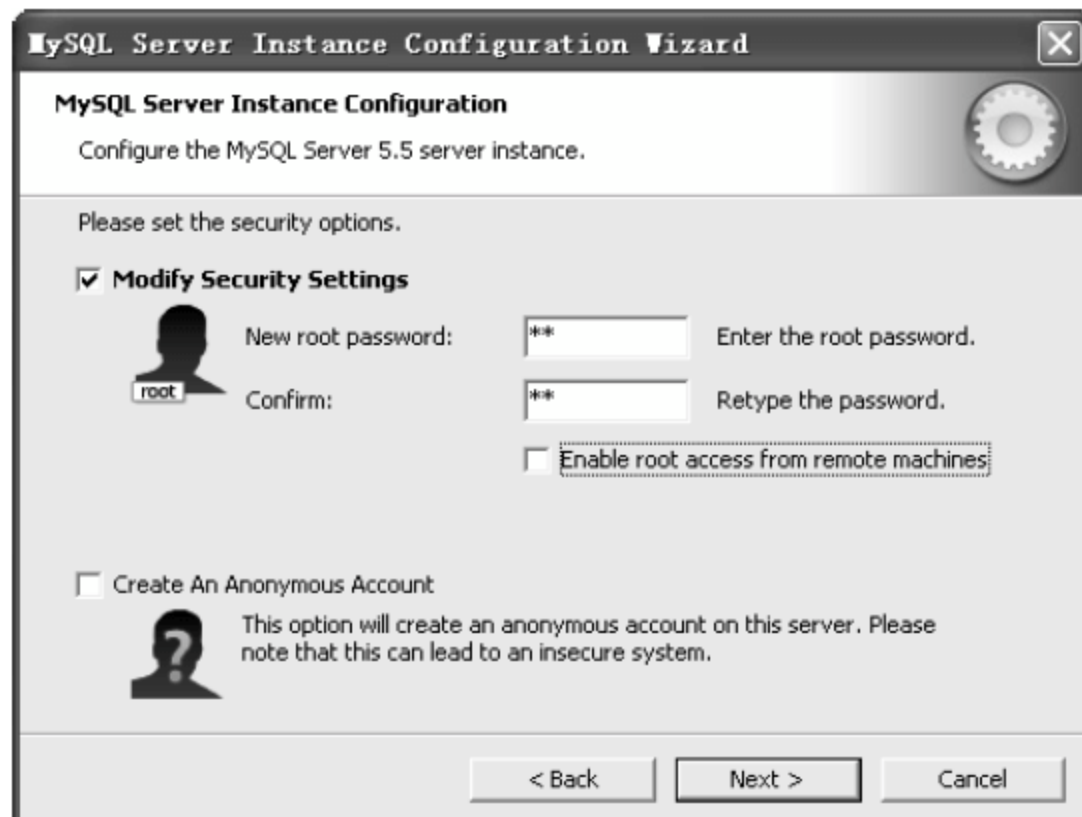 MySQL Server Instance Configuration Wizard
MySQL Server Instance Configuration
Configure the MySQL Server 5.5 server instance.
Please set the security options.
Modify Security Settings
root
New root password:
**
Enter the root password.
Confirm:
**
Retype the password.
Enable root access from remote machines
Create An Anonymous Account
?
This option will create an anonymous account on this server. Please
note that this can lead to an insecure system.
< Back
Next >
Cancel